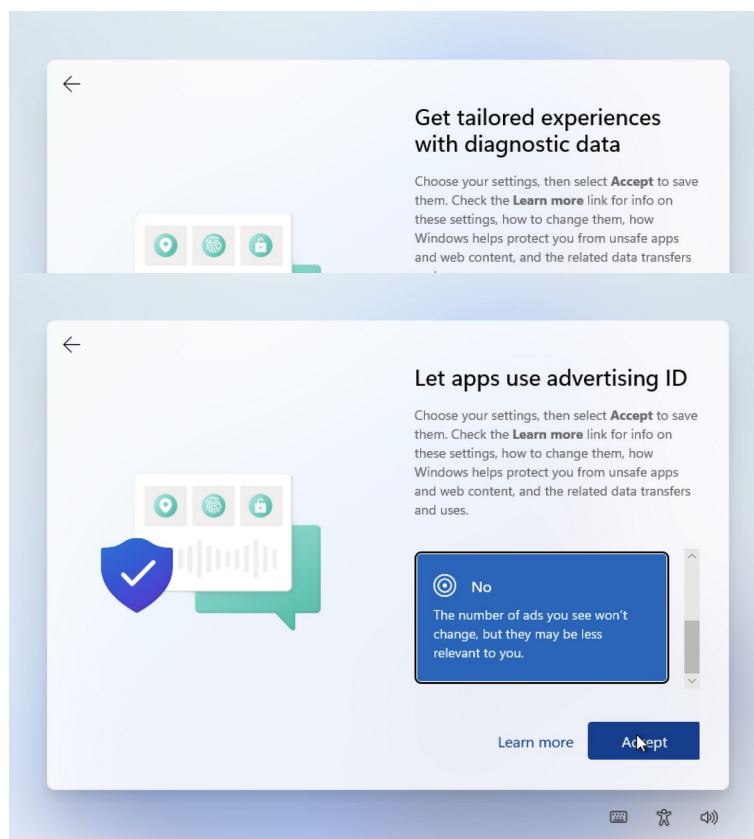 Get tailored experiences
with diagnostic data
Choose your settings, then select Accept to save
them. Check the Learn more link for info on
these settings, how to change them, how
Windows helps protect you from unsafe apps
and web content, and the related data transfers
Let apps use advertising ID
Choose your settings, then select Accept to save
them. Check the Learn more link for info on
these settings, how to change them, how
Windows helps protect you from unsafe apps
and web content, and the related data transfers
and uses.
No
The number of ads you see won't
change, but they may be less
relevant to you.
Learn more
Accept